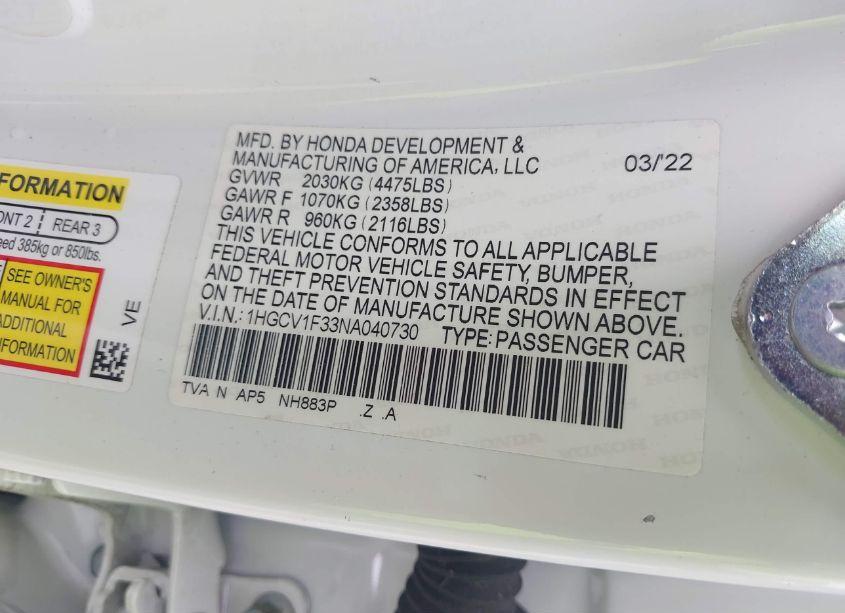 FORMATION
ONT 2 REAR 3
eed 385kg or 850lbs.
SEE OWNER'S
MANUAL FOR
ADDITIONAL
INFORMATION
VE
MFD. BY HONDA DEVELOPMENT &
MANUFACTURING OF AMERICA, LLC 03/'22
GVWR 2030KG (4475LBS)
GAWR F 1070KG (2358LBS)
GAWR R 960KG (2116LBS)
THIS VEHICLE CONFORMS TO ALL APPLICABLE
FEDERAL MOTOR VEHICLE SAFETY, BUMPER,
AND THEFT PREVENTION STANDARDS IN EFFECT
ON THE DATE OF MANUFACTURE SHOWN ABOVE.
V.I.N.: 1HGCV1F33NA040730 TYPE: PASSENGER CAR
TVA N AP5 NH883P .Z .A